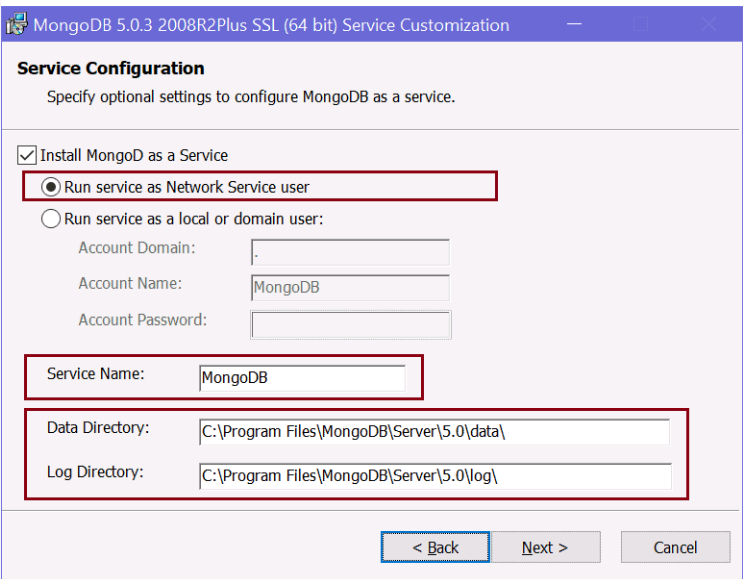 MongoDB 5.0.3 2008R2Plus SSL (64 bit) Service Customization
Service Configuration
Specify optional settings to configure MongoDB as a service.
Install MongoD as a Service
Run service as Network Service user
Run service as a local or domain user:
Account Domain: .
Account Name: MongoDB
Account Password:
Service Name: MongoDB
Data Directory: C:\Program Files\MongoDB\Server\5.0\data\
Log Directory: C:\Program Files\MongoDB\Server\5.0\log\
< Back Next > Cancel